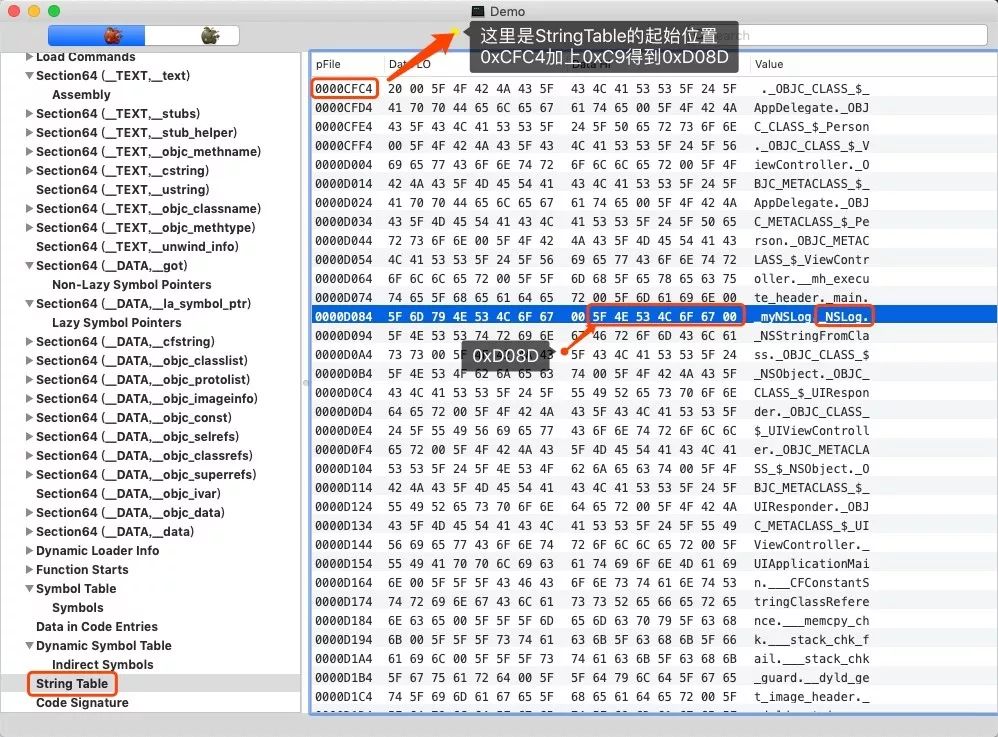 Demo
这里是StringTable的起始位置
0xCFC4加上0xC9得到0xD08D
pFile Value
Load Commands
Section64 (__TEXT,__text)
Assembly
Section64 (__TEXT,__stubs)
Section64 (__TEXT,__stub_helper)
Section64 (__TEXT,__objc_methname)
Section64 (__TEXT,__cstring)
Section64 (__TEXT,__ustring)
Section64 (__TEXT,__objc_classname)
Section64 (__TEXT,__objc_methtype)
Section64 (__TEXT,__unwind_info)
Section64 (__DATA,__got)
Non-Lazy Symbol Pointers
Section64 (__DATA,__la_symbol_ptr)
Lazy Symbol Pointers
Section64 (__DATA,__cfstring)
Section64 (__DATA,__objc_classlist)
Section64 (__DATA,__objc_protolist)
Section64 (__DATA,__objc_imageinfo)
Section64 (__DATA,__objc_const)
Section64 (__DATA,__objc_selrefs)
Section64 (__DATA,__objc_classrefs)
Section64 (__DATA,__objc_superrefs)
Section64 (__DATA,__objc_ivar)
Section64 (__DATA,__objc_data)
Section64 (__DATA,__data)
Dynamic Loader Info
Function Starts
Symbol Table
Symbols
Data in Code Entries
Dynamic Symbol Table
Indirect Symbols
String Table
Code Signature
0000CFC4 20 00 5F 4F 42 4A 43 5F 43 4C 41 53 53 5F 24 5F ._OBJC_CLASS_$_
0000CFD4 41 70 70 44 65 6C 65 67 61 74 65 00 5F 4F 42 4A AppDelegate._OBJ
0000CFE4 43 5F 43 4C 41 53 53 5F 24 5F 50 65 72 73 6F 6E C_CLASS_$_Person
0000CFF4 00 5F 4F 42 4A 43 5F 43 4C 41 53 53 5F 24 5F 56 ._OBJC_CLASS_$_V
0000D004 69 65 77 43 6F 6E 74 72 6F 6C 6C 65 72 00 5F 4F iewController._O
0000D014 42 4A 43 5F 4D 45 54 41 43 4C 41 53 53 5F 24 5F BJC_METACLASS_$_
0000D024 41 70 70 44 65 6C 65 67 61 74 65 00 5F 4F 42 4A AppDelegate._OBJ
0000D034 43 5F 4D 45 54 41 43 4C 41 53 53 5F 24 5F 50 65 C_METACLASS_$_Pe
0000D044 72 73 6F 6E 00 5F 4F 42 4A 43 5F 4D 45 54 41 43 rson._OBJC_METAC
0000D054 4C 41 53 53 5F 24 5F 56 69 65 77 43 6F 6E 74 72 LASS_$_ViewContr
0000D064 6F 6C 6C 65 72 00 5F 5F 6D 68 5F 65 78 65 63 75 oller.__mh_execu
0000D074 74 65 5F 68 65 61 64 65 72 00 5F 6D 61 69 6E 00 te_header._main.
0000D084 5F 6D 79 4E 53 4C 6F 67 00 5F 4E 53 4C 6F 67 00 _myNSLog._NSLog.
0000D094 5F 4E 53 53 74 72 69 6E 67 46 72 6F 6D 43 6C 61 _NSStringFromCla
0xD08D
0000D0A4 73 73 00 5F 43 4C 41 53 53 5F 24 ss._OBJC_CLASS_$
0000D0B4 5F 4E 53 4F 62 6A 65 63 74 00 5F 4F 42 4A 43 5F _NSObject._OBJC_
0000D0C4 43 4C 41 53 53 5F 24 5F 55 49 52 65 73 70 6F 6E CLASS_$_UIRespon
0000D0D4 64 65 72 00 5F 4F 42 4A 43 5F 43 4C 41 53 53 5F der._OBJC_CLASS_
0000D0E4 24 5F 55 49 56 69 65 77 43 6F 6E 74 72 6F 6C 6C $_UIViewControll
0000D0F4 65 72 00 5F 4F 42 4A 43 5F 4D 45 54 41 43 4C 41 er._OBJC_METACLA
0000D104 53 53 5F 24 5F 4E 53 4F 62 6A 65 63 74 00 5F 4F SS_$_NSObject._O
0000D114 42 4A 43 5F 4D 45 54 41 43 4C 41 53 53 5F 24 5F BJC_METACLASS_$_
0000D124 55 49 52 65 73 70 6F 6E 64 65 72 00 5F 4F 42 4A UIResponder._OBJ
0000D134 43 5F 4D 45 54 41 43 4C 41 53 53 5F 24 5F 55 49 C_METACLASS_$_UI
0000D144 56 69 65 77 43 6F 6E 74 72 6F 6C 6C 65 72 00 5F ViewController._
0000D154 55 49 41 70 70 6C 69 63 61 74 69 6F 6E 4D 61 69 UIApplicationMai
0000D164 6E 00 5F 5F 5F 43 46 43 6F 6E 73 74 61 6E 74 53 n.___CFConstantS
0000D174 74 72 69 6E 67 43 6C 61 73 73 52 65 66 65 72 65 tringClassRefere
0000D184 6E 63 65 00 5F 5F 5F 6D 65 6D 63 70 79 5F 63 68 nce.___memcpy_ch
0000D194 6B 00 5F 5F 5F 73 74 61 63 6B 5F 63 68 6B 5F 66 k.___stack_chk_f
0000D1A4 61 69 6C 00 5F 5F 5F 73 74 61 63 6B 5F 63 68 6B ail.___stack_chk
0000D1B4 5F 67 75 61 72 64 00 5F 5F 64 79 6C 64 5F 67 65 _guard.__dyld_ge
0000D1C4 74 5F 69 6D 61 67 65 5F 68 65 61 64 65 72 00 5F t_image_header._